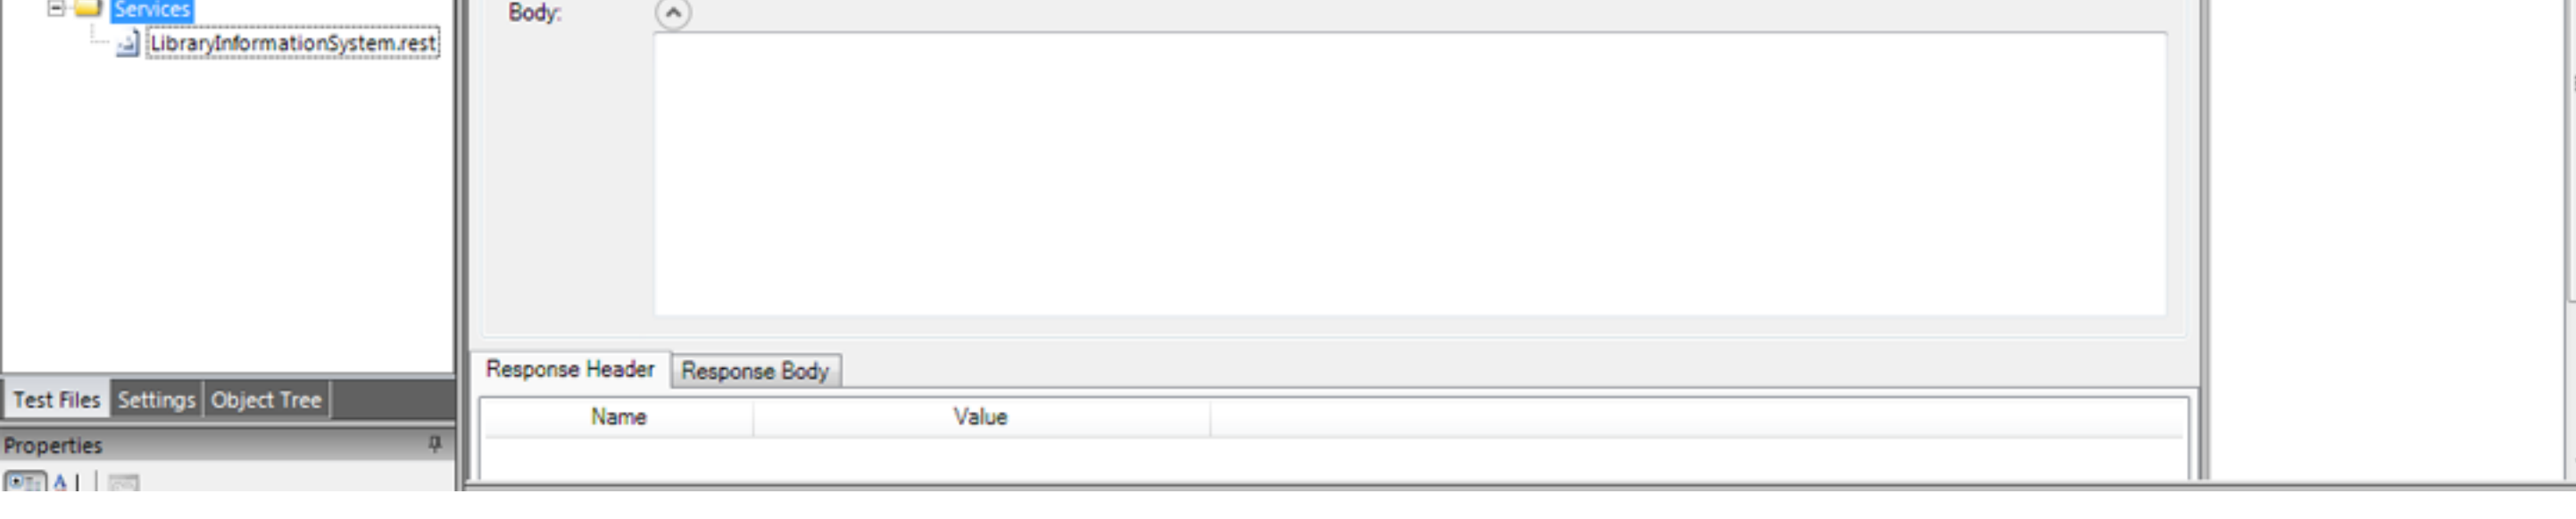 Services
LibraryInformationSystem.rest
Body:
Response Header
Response Body
Test Files
Settings
Object Tree
Name
Value
Properties